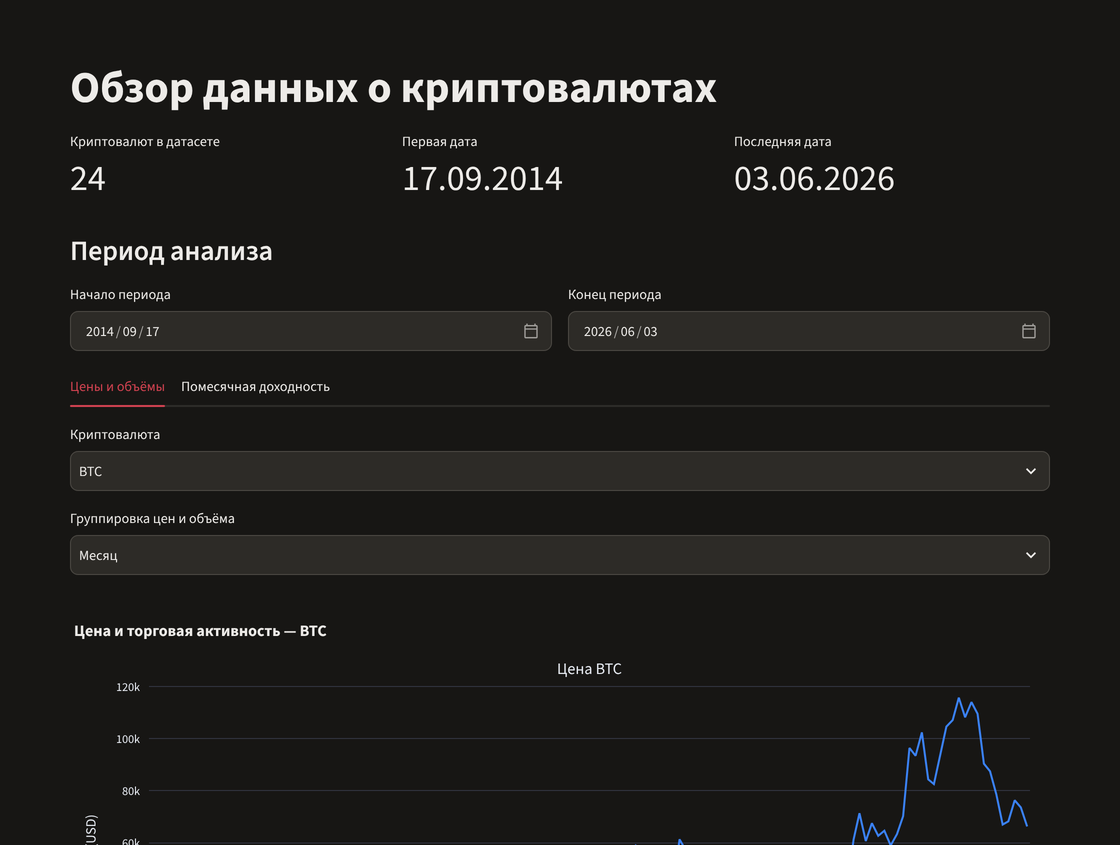 Обзор данных о криптовалютах
Криптовалют в датасете
24
Первая дата
17.09.2014
Последняя дата
03.06.2026
Период анализа
Начало периода
2014 / 09 / 17
Конец периода
2026 / 06 / 03
Цены и объёмы
Помесячная доходность
Криптовалюта
BTC
Группировка цен и объёма
Месяц
Цена и торговая активность — BTC
Цена BTC
120k
100k
80k
60k
(USD)